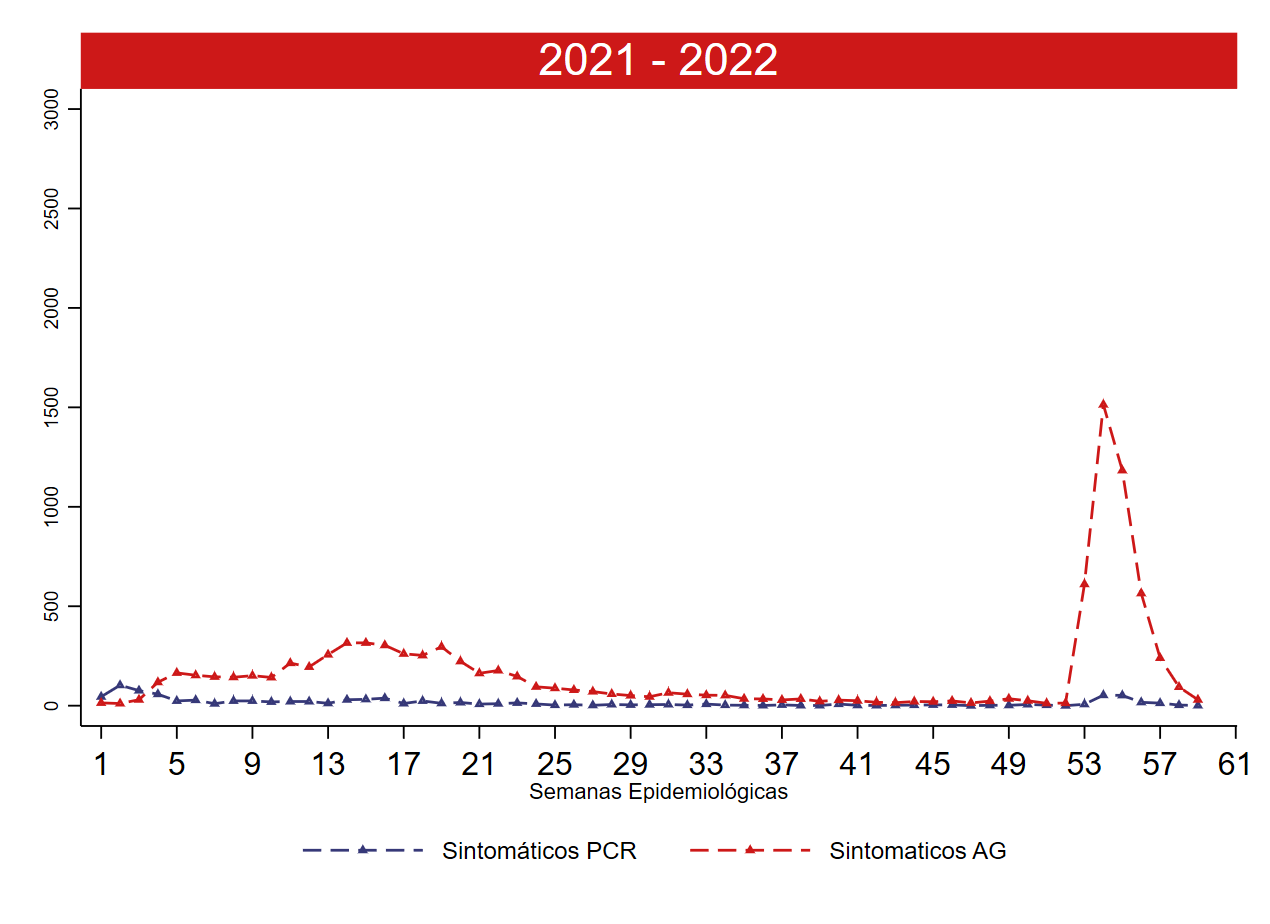 2021 - 2022
3000
2500
2000
1500
1000
500
0
1 5 9 13 17 21 25 29 33 37 41 45 49 53 57 61
Semanas Epidemiológicas
Sintomáticos PCR Sintomaticos AG